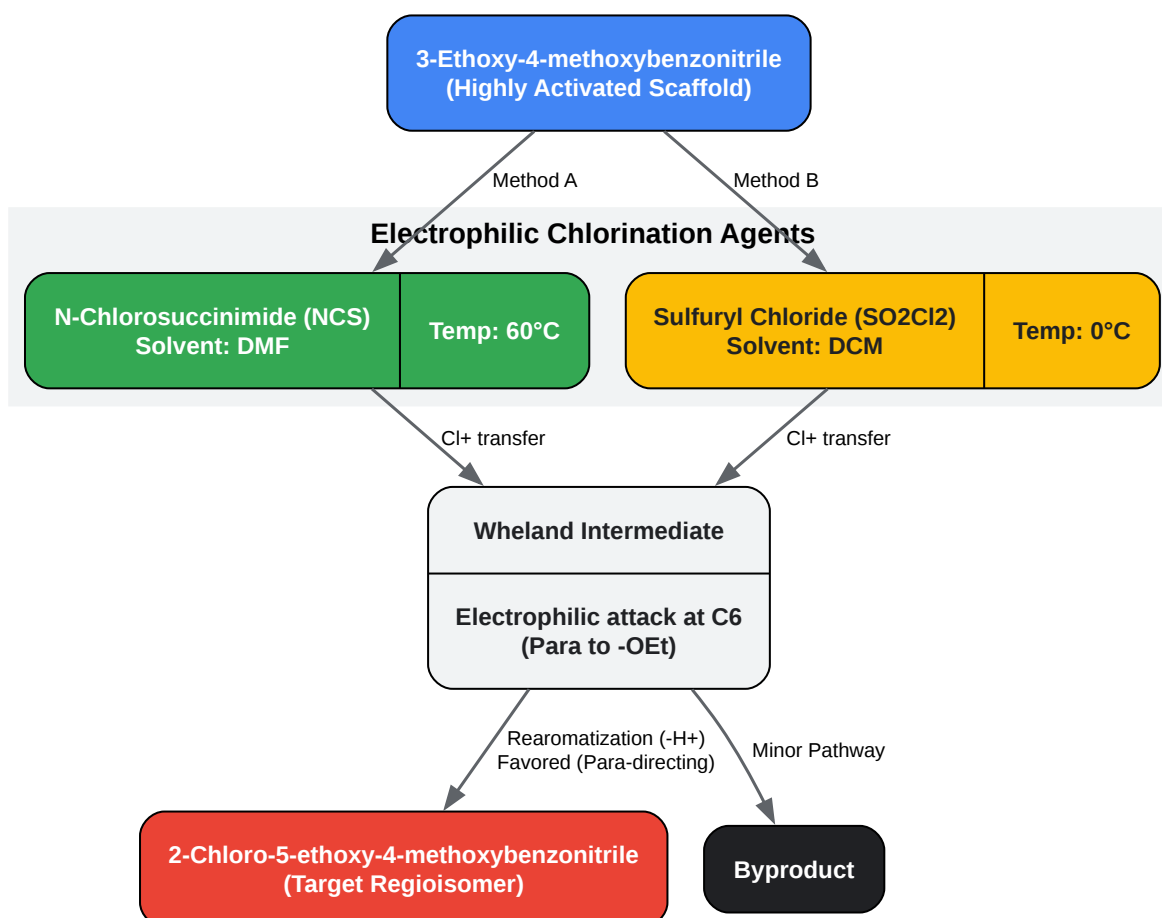 3-Ethoxy-4-methoxybenzonitrile
(Highly Activated Scaffold)
Method A
Method B
Electrophilic Chlorination Agents
N-Chlorosuccinimide (NCS)
Solvent: DMF
Temp: 60°C
Sulfuryl Chloride (SO2Cl2)
Solvent: DCM
Temp: 0°C
Cl+ transfer
Cl+ transfer
Wheland Intermediate
Electrophilic attack at C6
(Para to -OEt)
Rearomatization (-H+)
Favored (Para-directing)
Minor Pathway
2-Chloro-5-ethoxy-4-methoxybenzonitrile
(Target Regioisomer)
Byproduct